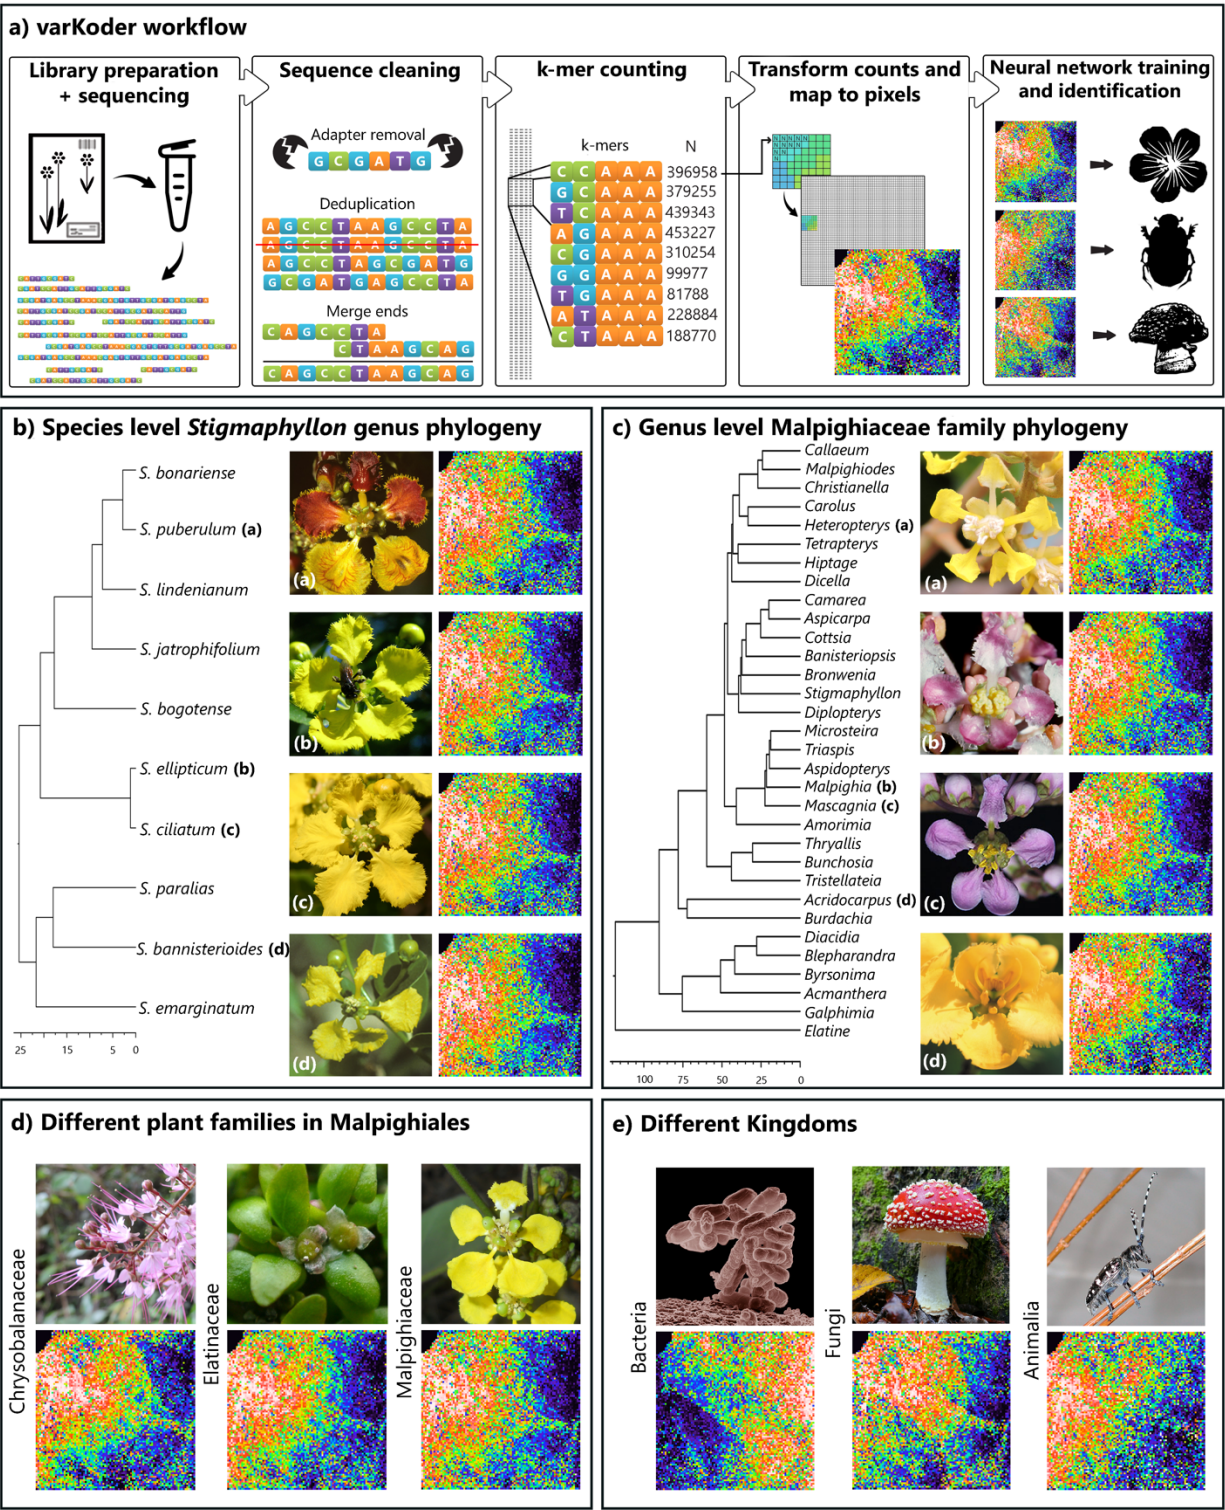 a) varKoder workflow
Library preparation
+ sequencing
Sequence cleaning
Adapter removal
G C G A T G
Deduplication
A G C C T A A G C C T A
A G C C T A A G C C T A
A G C C T A G C G A T G
G C G A T G A G C C T A
Merge ends
C A G C C T A
C T A A G C A G
C A G C C T A A G C A G
k-mer counting
k-mers N
C C A A A 396958
G C A A A 379255
T C A A A 439343
A G A A A 453227
C G A A A 310254
G G A A A 99977
T G A A A 81788
A T A A A 228884
C T A A A 188770
Transform counts and
map to pixels
N N N N N
N N N
N N
N
Neural network training
and identification
b) Species level Stigmaphyllon genus phylogeny
S. bonariense
S. puberulum (a)
S. lindenianum
S. jatrophifolium
S. bogotense
S. ellipticum (b)
S. ciliatum (c)
S. paralias
S. bannisterioides (d)
S. emarginatum
25 15 5 0
(a)
(b)
(c)
(d)
c) Genus level Malpighiaceae family phylogeny
Callaeum
Malpighiodes
Christianella
Carolus
Heteropterys (a)
Tetrapterys
Hiptage
Dicella
Camarea
Aspicarpa
Cottsia
Banisteriopsis
Bronwenia
Stigmaphyllon
Diplopterys
Microsteira
Triaspis
Aspidopterys
Malpighia (b)
Mascagnia (c)
Amorimia
Thryallis
Bunchosia
Tristellateia
Acridocarpus (d)
Burdachia
Diacidia
Blepharandra
Byrsonima
Acmanthera
Galphimia
Elatine
100 75 50 25 0
(a)
(b)
(c)
(d)
d) Different plant families in Malpighiales
Chrysobalanaceae
Elatinaceae
Malpighiaceae
e) Different Kingdoms
Bacteria
Fungi
Animalia